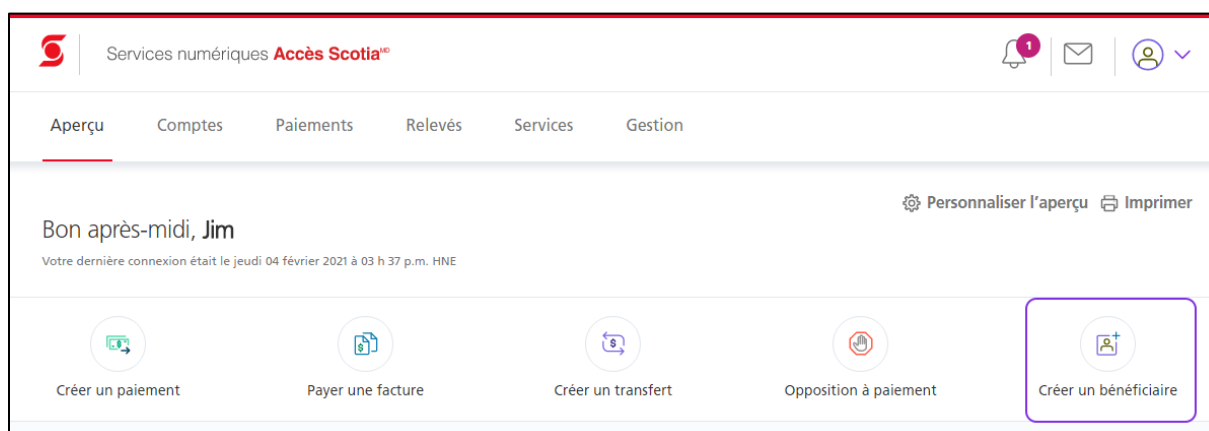 Services numériques Accès Scotia MD
1
Aperçu Comptes Paiements Relevés Services Gestion
Personnaliser l'aperçu Imprimer
Bon après-midi, Jim
Votre dernière connexion était le jeudi 04 février 2021 à 03 h 37 p.m. HNE
Créer un paiement Payer une facture Créer un transfert Opposition à paiement Créer un bénéficiaire